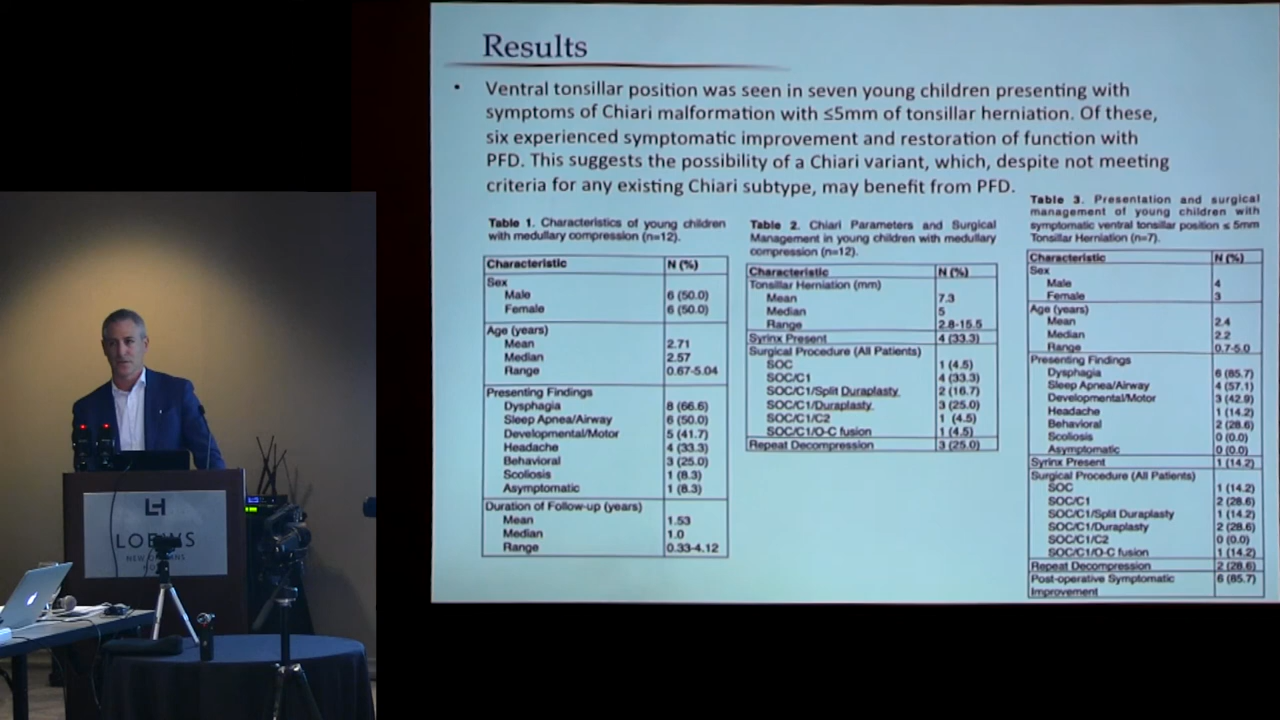 Results
• Ventral tonsillar position was seen in seven young children presenting with
symptoms of Chiari malformation with ≤5mm of tonsillar herniation. Of these,
six experienced symptomatic improvement and restoration of function with
PFD. This suggests the possibility of a Chiari variant, which, despite not meeting
criteria for any existing Chiari subtype, may benefit from PFD.
Table 1. Characteristics of young children
with medullary compression (n=12).
Characteristic N (%)
Sex
Male 6 (50.0)
Female 6 (50.0)
Age (years)
Mean 2.71
Median 2.57
Range 0.67-5.04
Presenting Findings
Dysphagia 8 (66.6)
Sleep Apnea/Airway 6 (50.0)
Developmental/Motor 5 (41.7)
Headache 4 (33.3)
Behavioral 3 (25.0)
Scoliosis 1 (8.3)
Asymptomatic 1 (8.3)
Duration of Follow-up (years)
Mean 1.53
Median 1.0
Range 0.33-4.12
Table 2. Chiari Parameters and Surgical
Management in young children with medullary
compression (n=12).
Characteristic N (%)
Tonsillar Herniation (mm)
Mean 7.3
Median 5
Range 2.8-15.5
Syrinx Present 4 (33.3)
Surgical Procedure (All Patients)
SOC 1 (4.5)
SOC/C1 4 (33.3)
SOC/C1/Split Duraplasty 2 (16.7)
SOC/C1/Duraplasty 3 (25.0)
SOC/C1/C2 1 (4.5)
SOC/C1/O-C fusion 1 (4.5)
Repeat Decompression 3 (25.0)
Table 3. Presentation and surgical
management of young children with
symptomatic ventral tonsillar position ≤ 5mm
Tonsillar Herniation (n=7).
Characteristic N (%)
Sex
Male 4
Female 3
Age (years)
Mean 2.4
Median 2.2
Range 0.7-5.0
Presenting Findings
Dysphagia 6 (85.7)
Sleep Apnea/Airway 4 (57.1)
Developmental/Motor 3 (42.9)
Headache 1 (14.2)
Behavioral 2 (28.6)
Scoliosis 0 (0.0)
Asymptomatic 0 (0.0)
Syrinx Present 1 (14.2)
Surgical Procedure (All Patients)
SOC 1 (14.2)
SOC/C1 2 (28.6)
SOC/C1/Split Duraplasty 1 (14.2)
SOC/C1/Duraplasty 2 (28.6)
SOC/C1/C2 0 (0.0)
SOC/C1/O-C fusion 1 (14.2)
Repeat Decompression 2 (28.6)
Post-operative Symptomatic 6 (85.7)
Improvement
LH
LOEWS
NEW ORLEANS